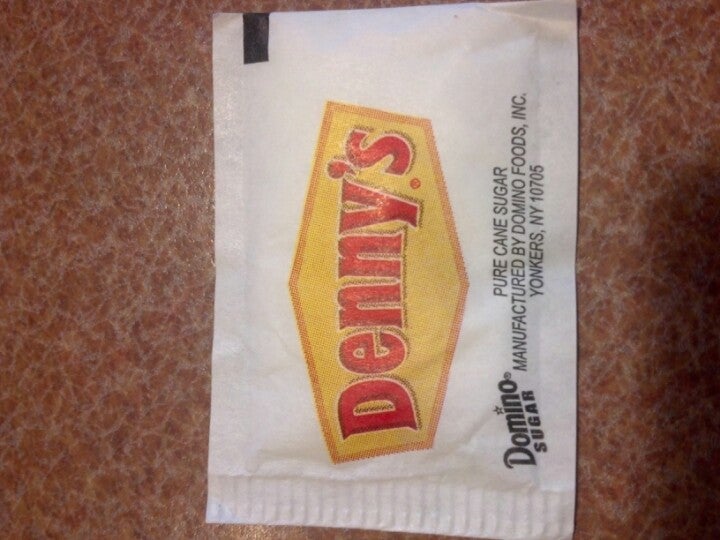 Denny's®
Domino®
SUGAR
PURE CANE SUGAR
MANUFACTURED BY DOMINO FOODS, INC.
YONKERS, NY 10705